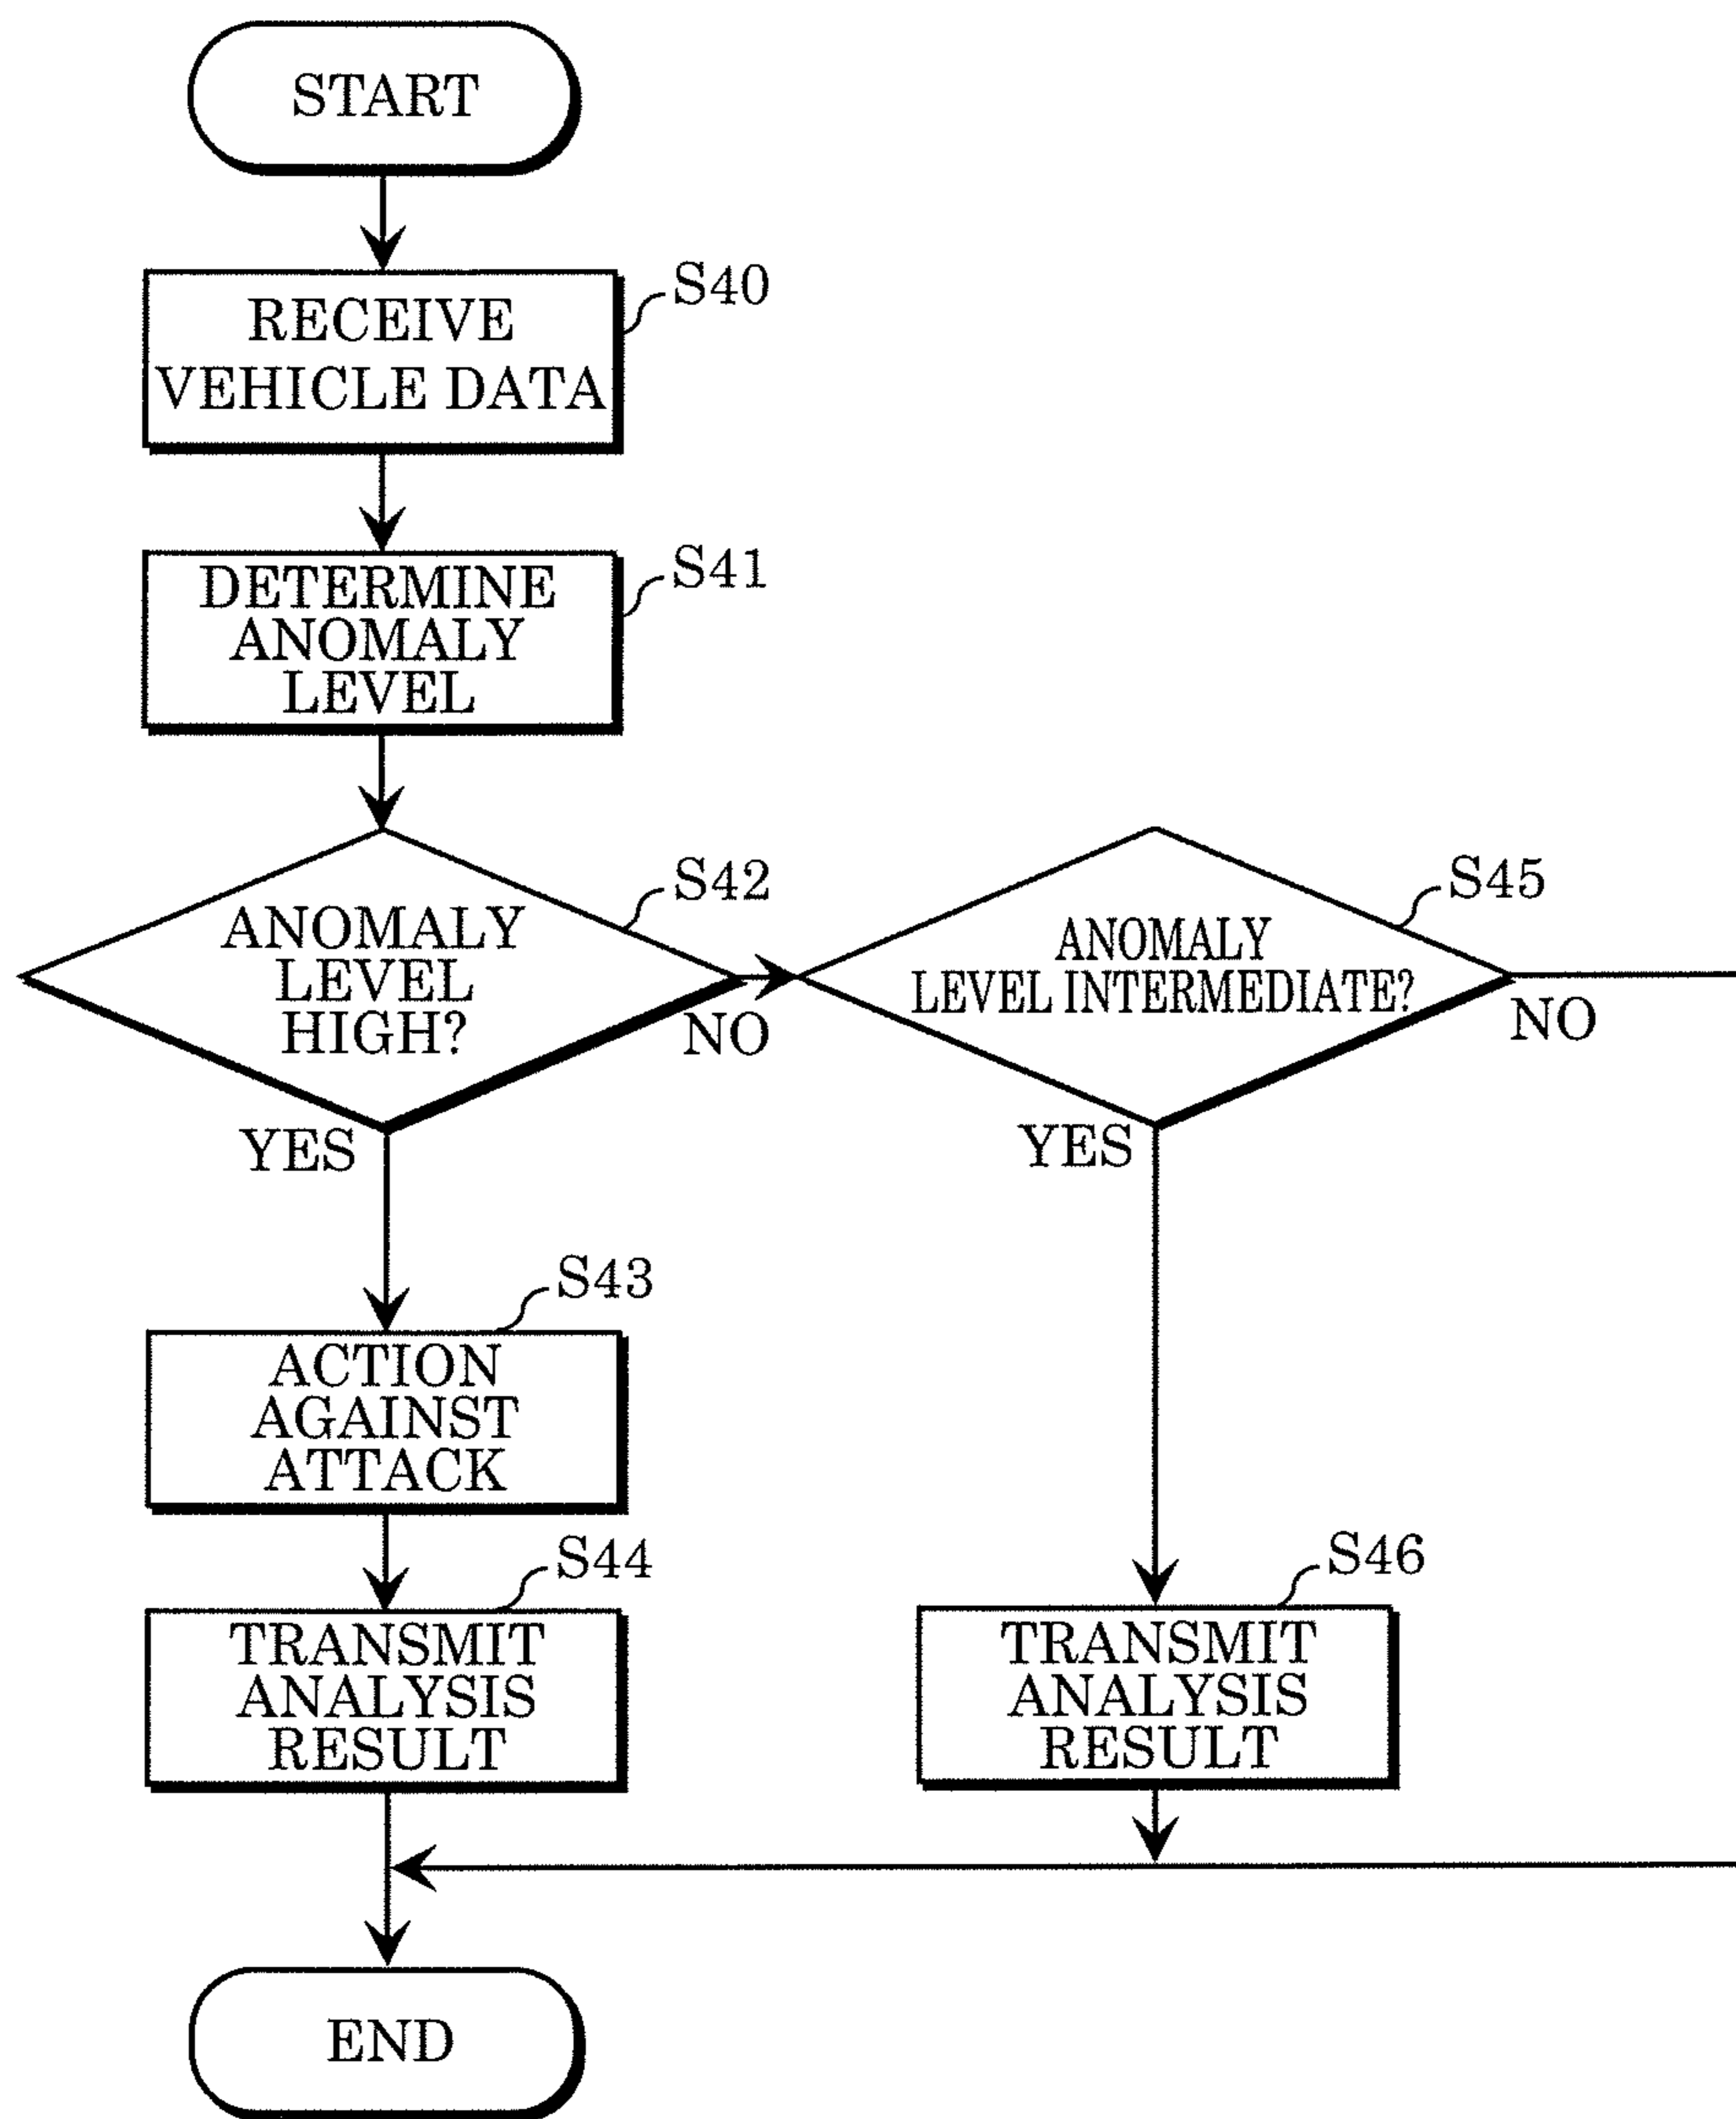 START
S40
RECEIVE
VEHICLE DATA
S41
DETERMINE
ANOMALY
LEVEL
S42
ANOMALY
LEVEL
HIGH?
NO
YES
S45
ANOMALY
LEVEL INTERMEDIATE?
NO
YES
S43
ACTION
AGAINST
ATTACK
S44
TRANSMIT
ANALYSIS
RESULT
S46
TRANSMIT
ANALYSIS
RESULT
END